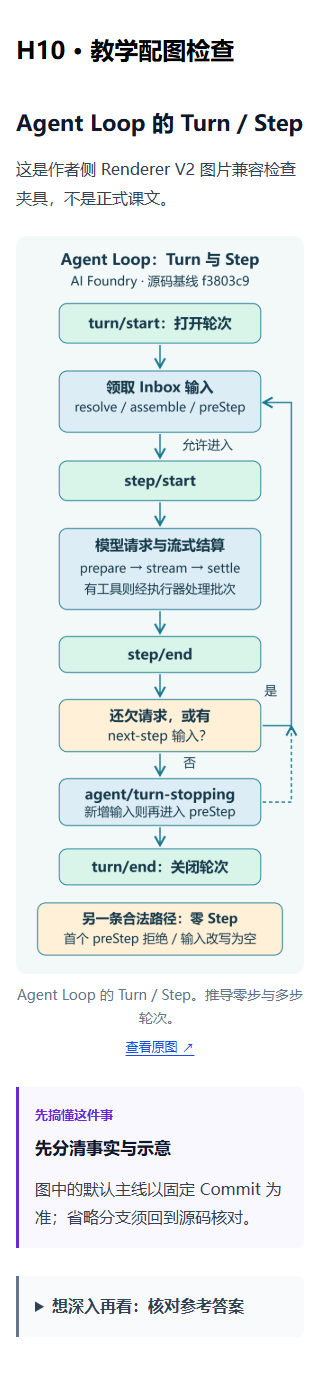 H10 • 教学配图检查
Agent Loop 的 Turn / Step
这是作者侧 Renderer V2 图片兼容检查
夹具，不是正式课文。
Agent Loop：Turn 与 Step
AI Foundry · 源码基线 f3803c9
turn/start：打开轮次
领取 Inbox 输入
resolve / assemble / preStep
允许进入
step/start
模型请求与流式结算
prepare → stream → settle
有工具则经执行器处理批次
step/end
是
还欠请求，或有
next-step 输入？
否
agent/turn-stopping
新增输入则再进入 preStep
turn/end：关闭轮次
另一条合法路径：零 Step
首个 preStep 拒绝 / 输入改写为空
Agent Loop 的 Turn / Step。推导零步与多步
轮次。
查看原图 ↗
先搞懂这件事
先分清事实与示意
图中的默认主线以固定 Commit 为
准；省略分支须回到源码核对。
▶ 想深入再看：核对参考答案